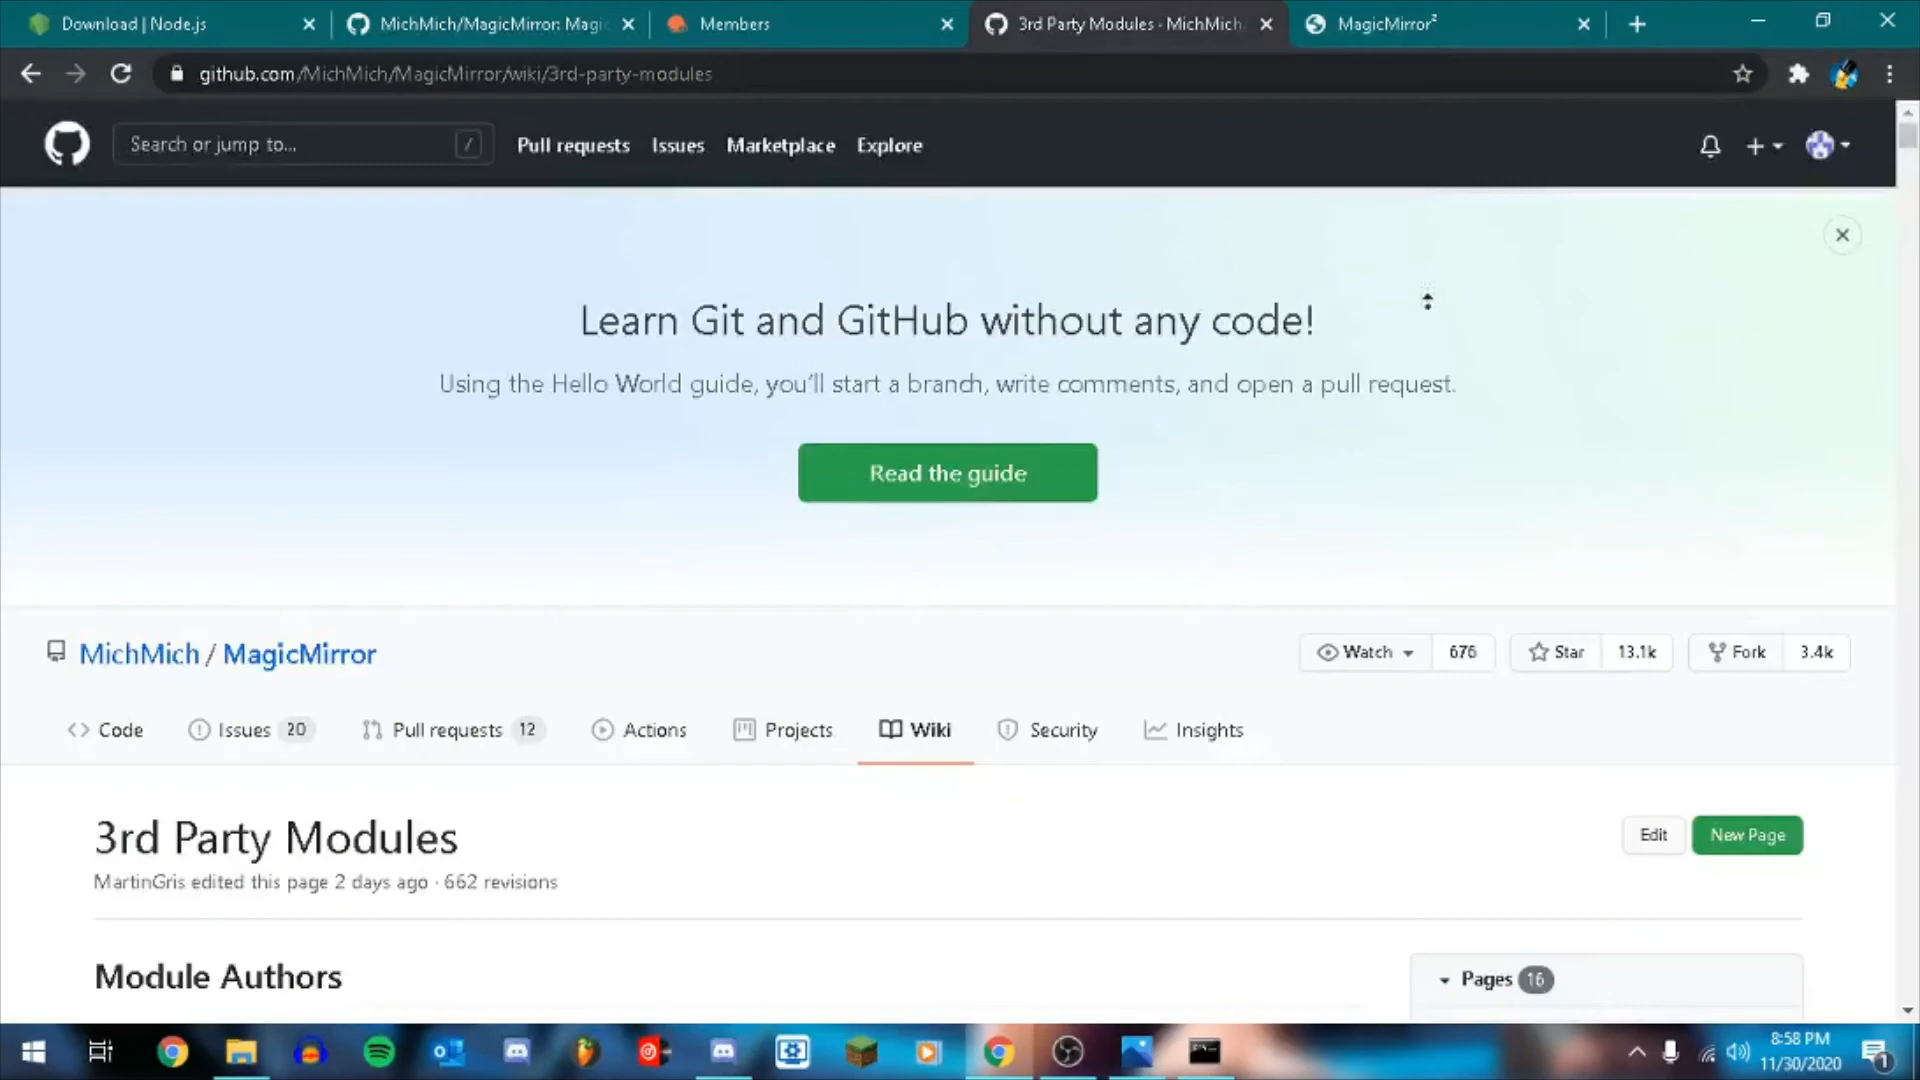 Download | Node.js
MichMich/MagicMirror: Magic
Members
3rd Party Modules · MichMich
MagicMirror²
github.com/MichMich/MagicMirror/wiki/3rd-party-modules
Search or jump to...
/
Pull requests
Issues
Marketplace
Explore
Learn Git and GitHub without any code!
Using the Hello World guide, you’ll start a branch, write comments, and open a pull request.
Read the guide
MichMich / MagicMirror
Watch 676
Star 13.1k
Fork 3.4k
Code
Issues 20
Pull requests 12
Actions
Projects
Wiki
Security
Insights
3rd Party Modules
Edit
New Page
MartinGris edited this page 2 days ago · 662 revisions
Module Authors
Pages 16
8:58 PM
11/30/2020
1